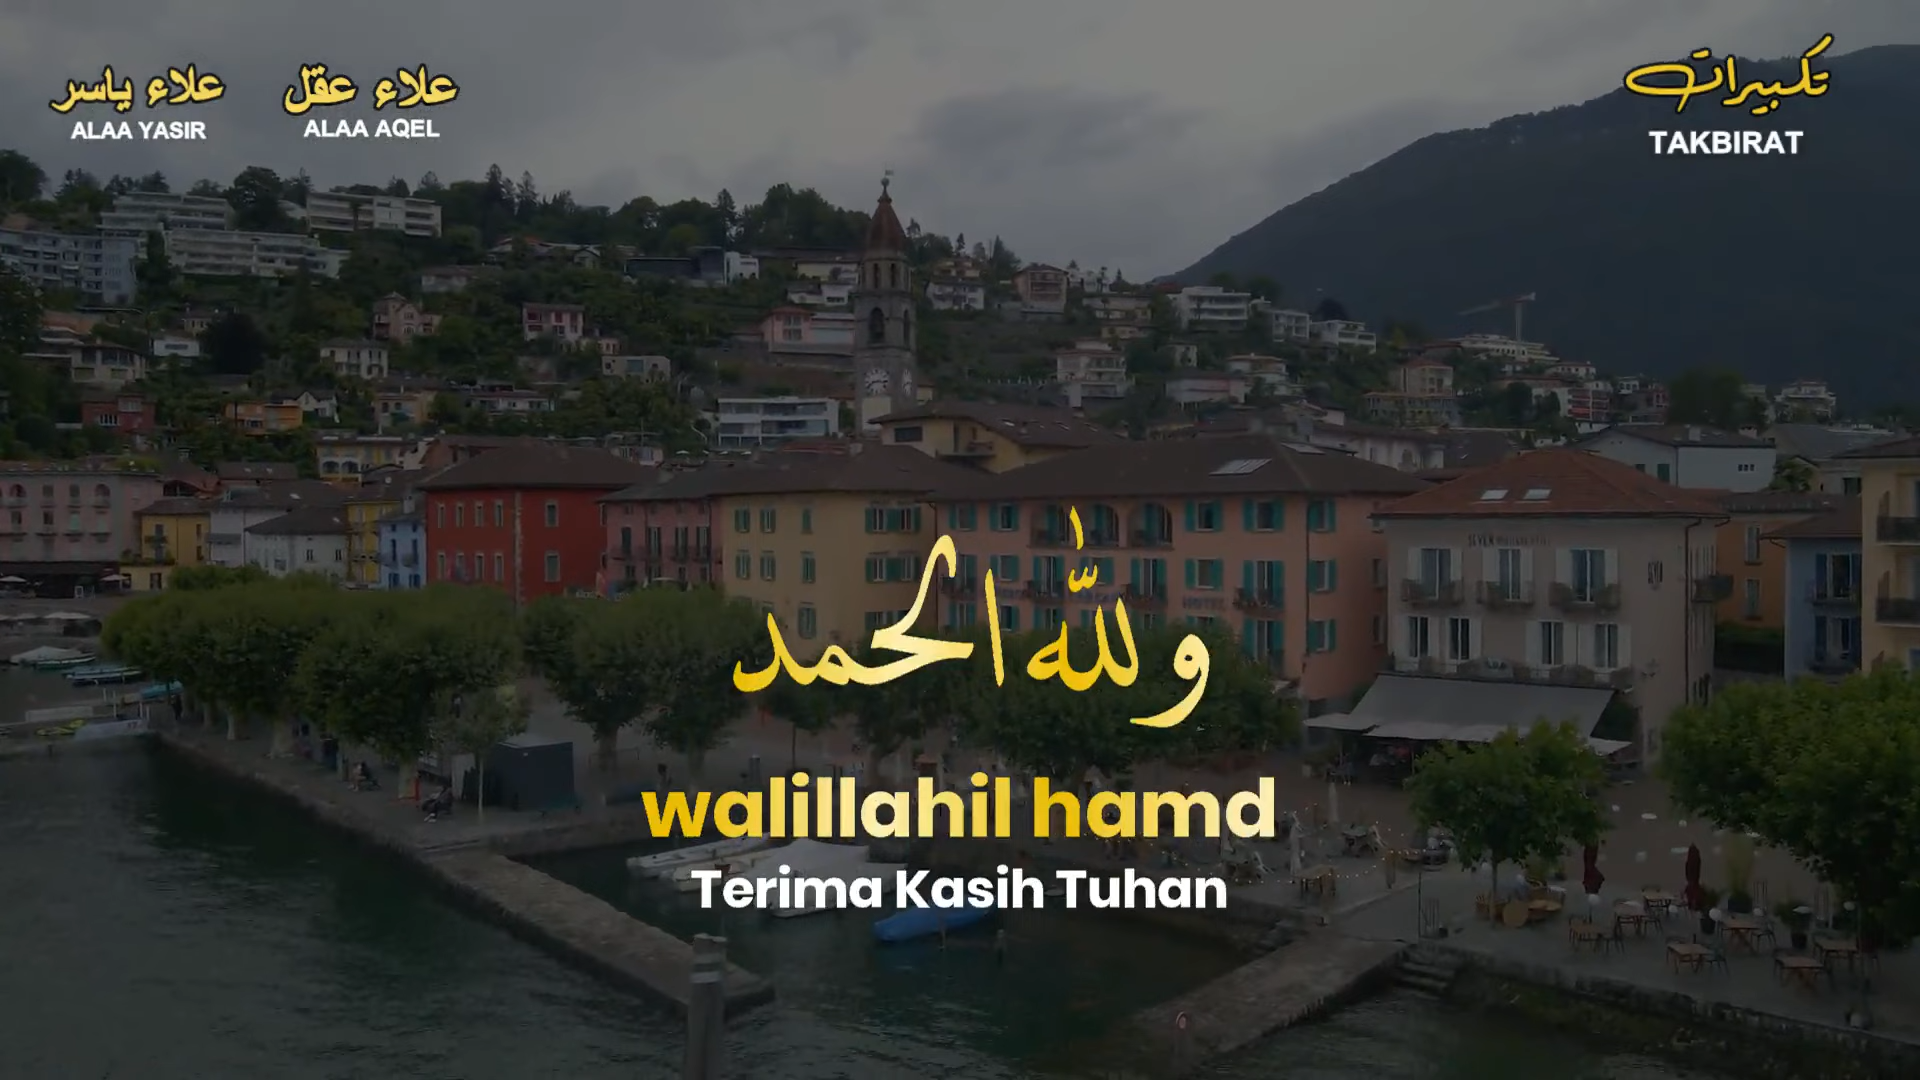 علاء ياسر
ALAA YASIR
علاء عقل
ALAA AQEL
تكبيرات
TAKBIRAT
ولله الحمد
walillahil hamd
Terima Kasih Tuhan